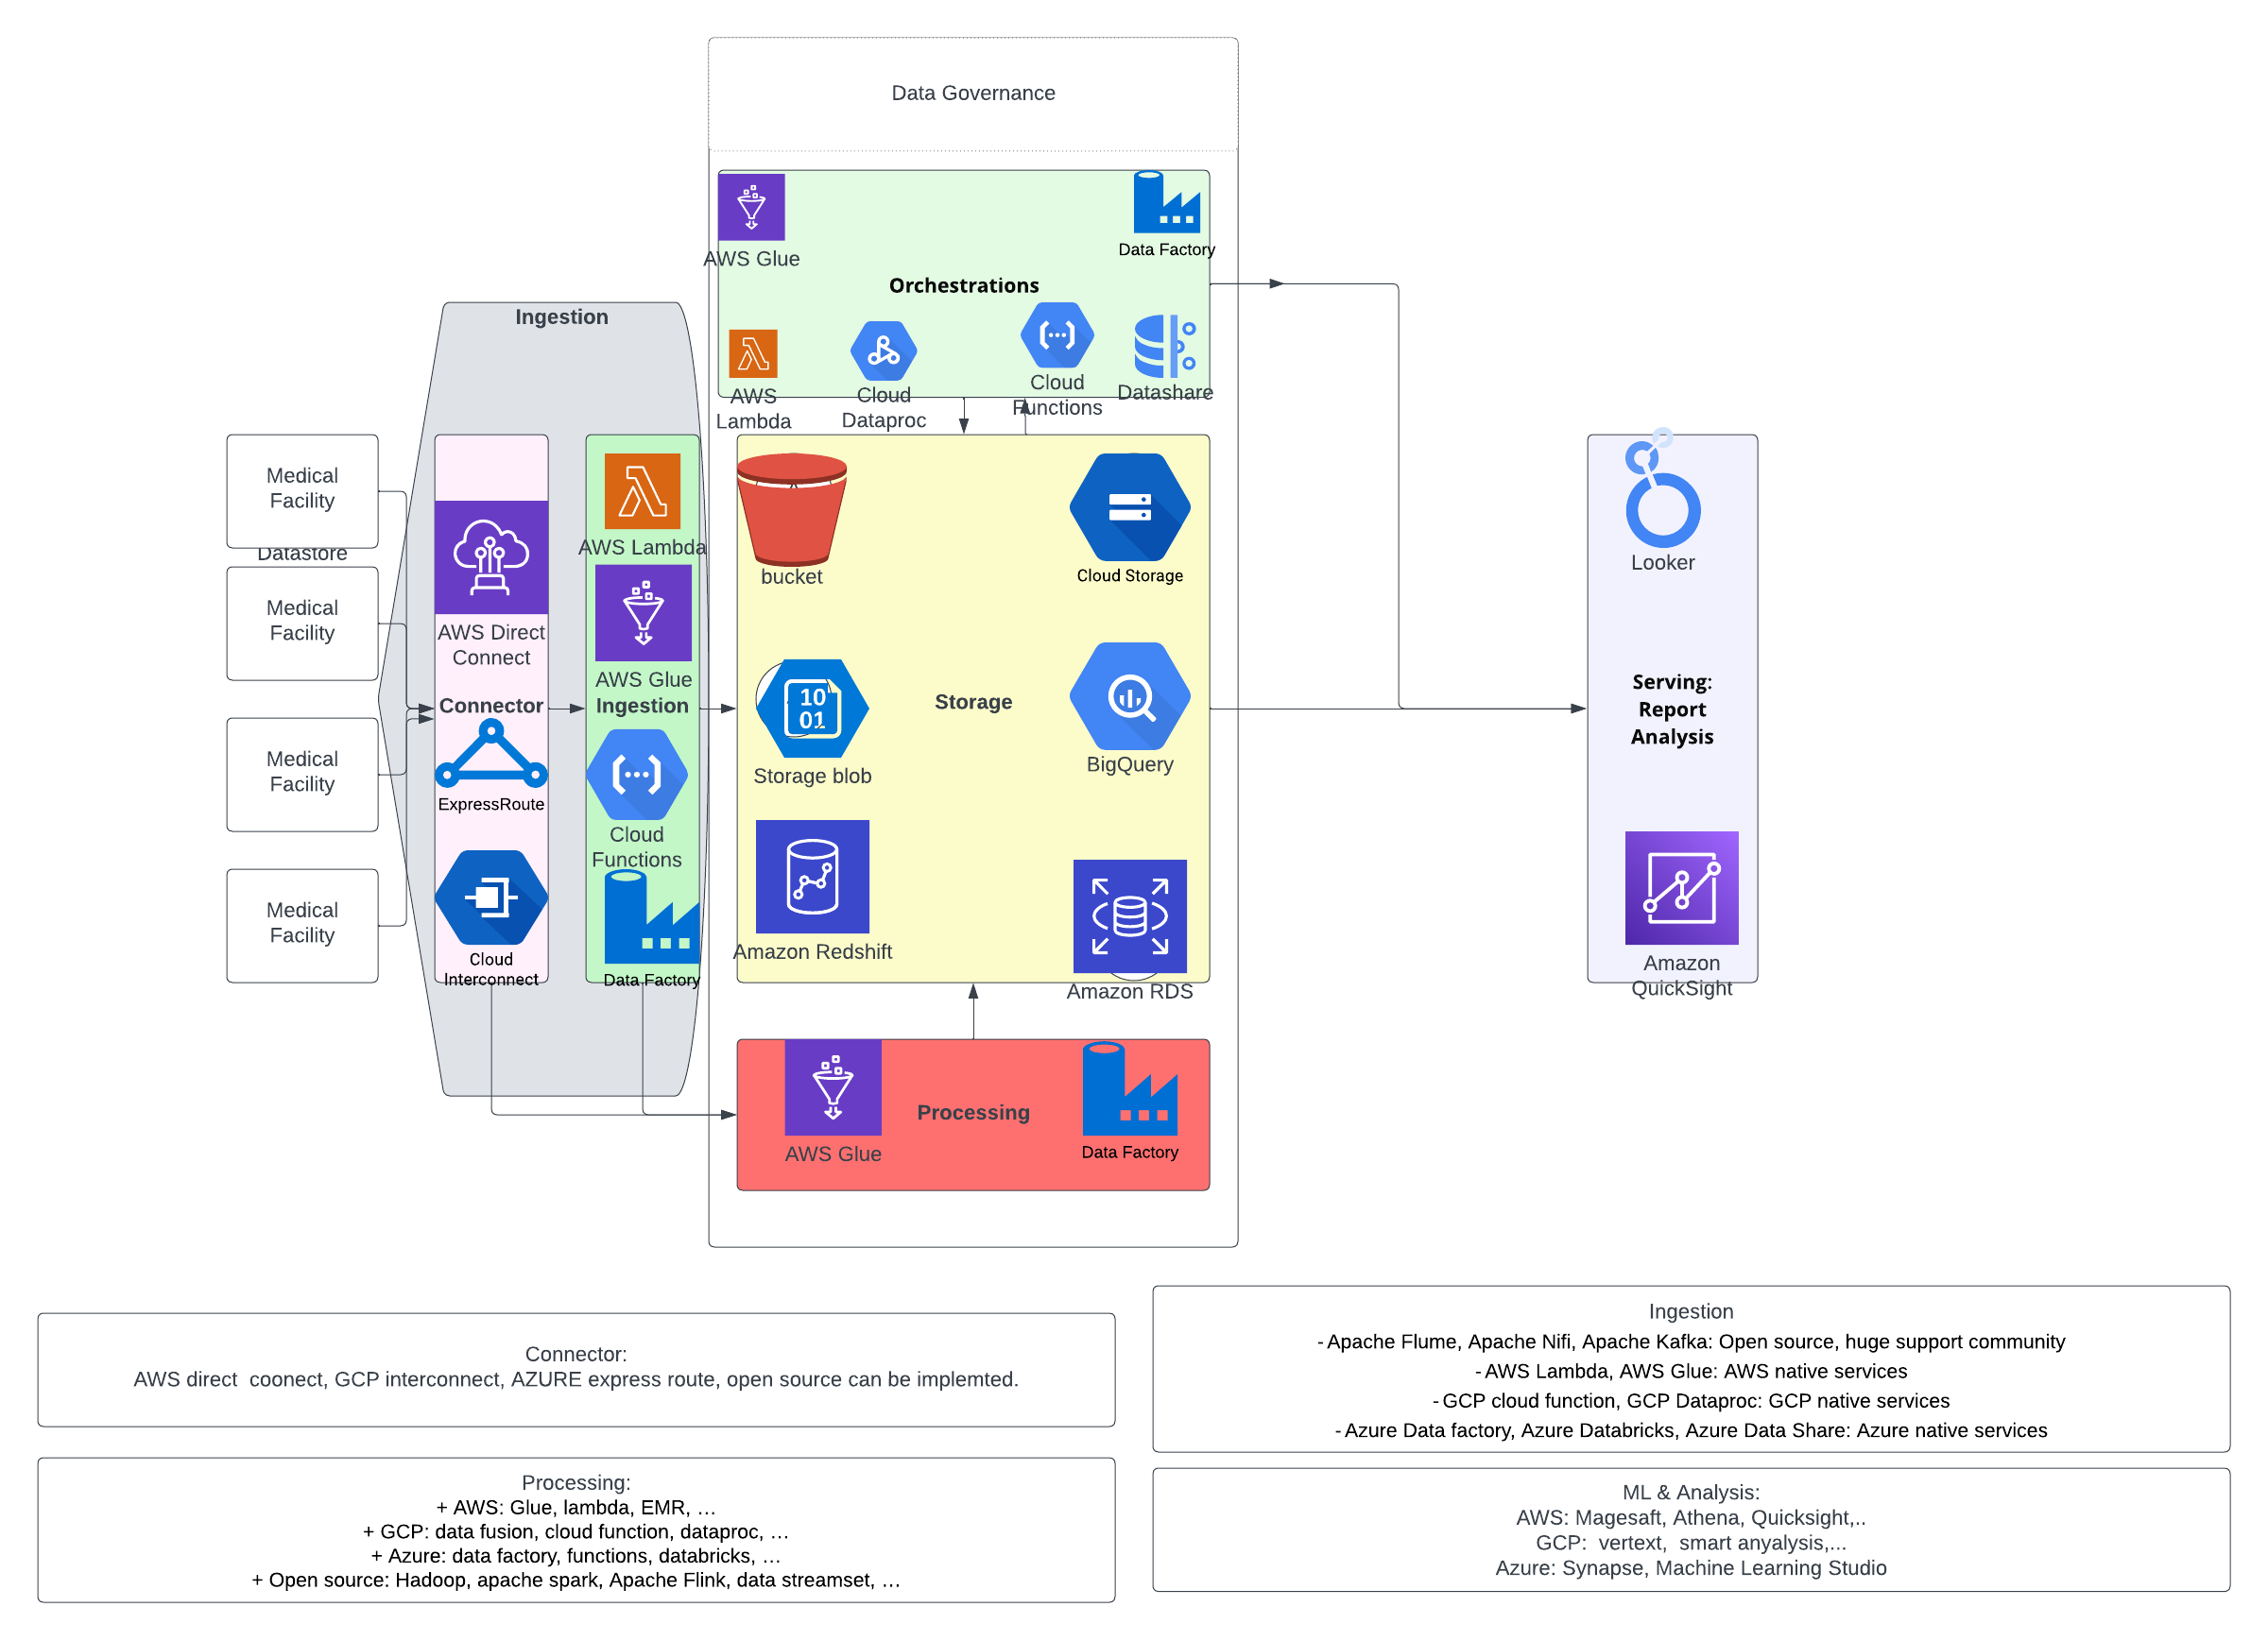 Data Governance
AWS Glue
Data Factory
Orchestrations
AWS
Lambda
Cloud
Dataproc
Cloud
Functions
Datashare
Ingestion
Medical
Facility
Datastore
Medical
Facility
Medical
Facility
Medical
Facility
AWS Direct
Connect
Connector
ExpressRoute
Cloud
Interconnect
AWS Lambda
AWS Glue
Ingestion
Cloud
Functions
Data Factory
bucket
Cloud Storage
10
01
Storage blob
Storage
BigQuery
Amazon Redshift
Amazon RDS
AWS Glue
Processing
Data Factory
Looker
Serving:
Report
Analysis
Amazon
QuickSight
Connector:
AWS direct  coonect, GCP interconnect, AZURE express route, open source can be implemted.
Processing:
+ AWS: Glue, lambda, EMR, …
+ GCP: data fusion, cloud function, dataproc, …
+ Azure: data factory, functions, databricks, …
+ Open source: Hadoop, apache spark, Apache Flink, data streamset, …
Ingestion
- Apache Flume, Apache Nifi, Apache Kafka: Open source, huge support community
- AWS Lambda, AWS Glue: AWS native services
- GCP cloud function, GCP Dataproc: GCP native services
- Azure Data factory, Azure Databricks, Azure Data Share: Azure native services
ML & Analysis:
AWS: Magesaft, Athena, Quicksight,..
GCP:  vertext,  smart anyalysis,...
Azure: Synapse, Machine Learning Studio